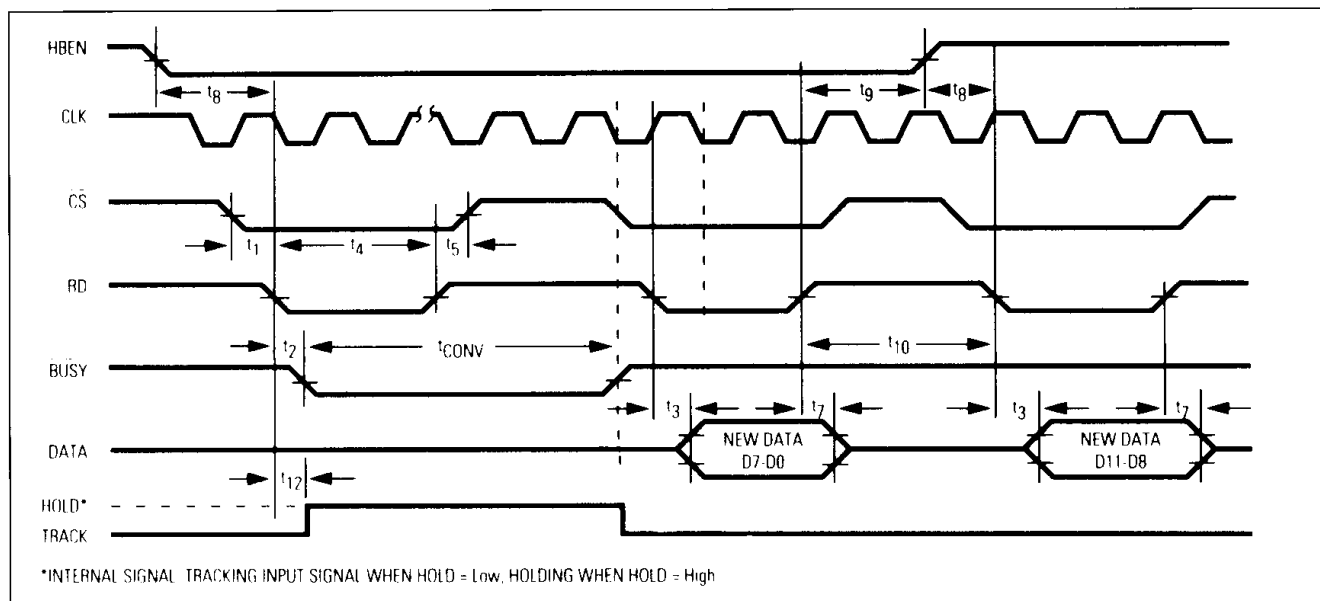 HBEN
t8
t9
t8
CLK
CS
t1
t4
t5
RD
t2
tCONV
t10
BUSY
t3
t7
t3
t7
DATA
NEW DATA
D7-D0
NEW DATA
D11-D8
t12
HOLD*
TRACK
*INTERNAL SIGNAL. TRACKING INPUT SIGNAL WHEN HOLD = Low, HOLDING WHEN HOLD = High